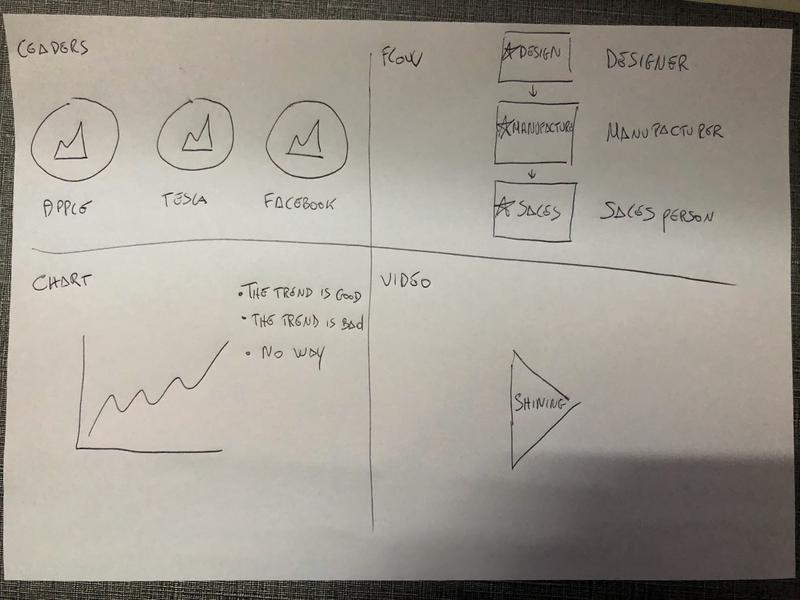 LEADERS
APPLE
TESLA
FACEBOOK
FLOW
DESIGN
DESIGNER
MANUFACTURE
MANUFACTURER
SALES
SALES PERSON
CHART
• THE TREND IS GOOD
• THE TREND IS BAD
• NO WAY
VIDEO
SHINING